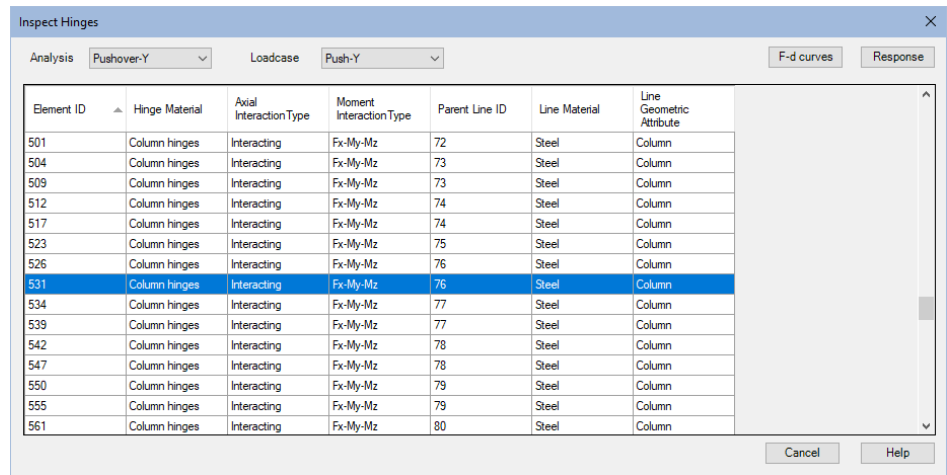 Inspect Hinges
Analysis Pushover-Y Loadcase Push-Y F-d curves Response
Element ID Hinge Material Axial InteractionType Moment InteractionType Parent Line ID Line Material Line Geometric Attribute
501 Column hinges Interacting Fx-My-Mz 72 Steel Column
504 Column hinges Interacting Fx-My-Mz 73 Steel Column
509 Column hinges Interacting Fx-My-Mz 73 Steel Column
512 Column hinges Interacting Fx-My-Mz 74 Steel Column
517 Column hinges Interacting Fx-My-Mz 74 Steel Column
523 Column hinges Interacting Fx-My-Mz 75 Steel Column
526 Column hinges Interacting Fx-My-Mz 76 Steel Column
531 Column hinges Interacting Fx-My-Mz 76 Steel Column
534 Column hinges Interacting Fx-My-Mz 77 Steel Column
539 Column hinges Interacting Fx-My-Mz 77 Steel Column
542 Column hinges Interacting Fx-My-Mz 78 Steel Column
547 Column hinges Interacting Fx-My-Mz 78 Steel Column
550 Column hinges Interacting Fx-My-Mz 79 Steel Column
555 Column hinges Interacting Fx-My-Mz 79 Steel Column
561 Column hinges Interacting Fx-My-Mz 80 Steel Column
Cancel Help